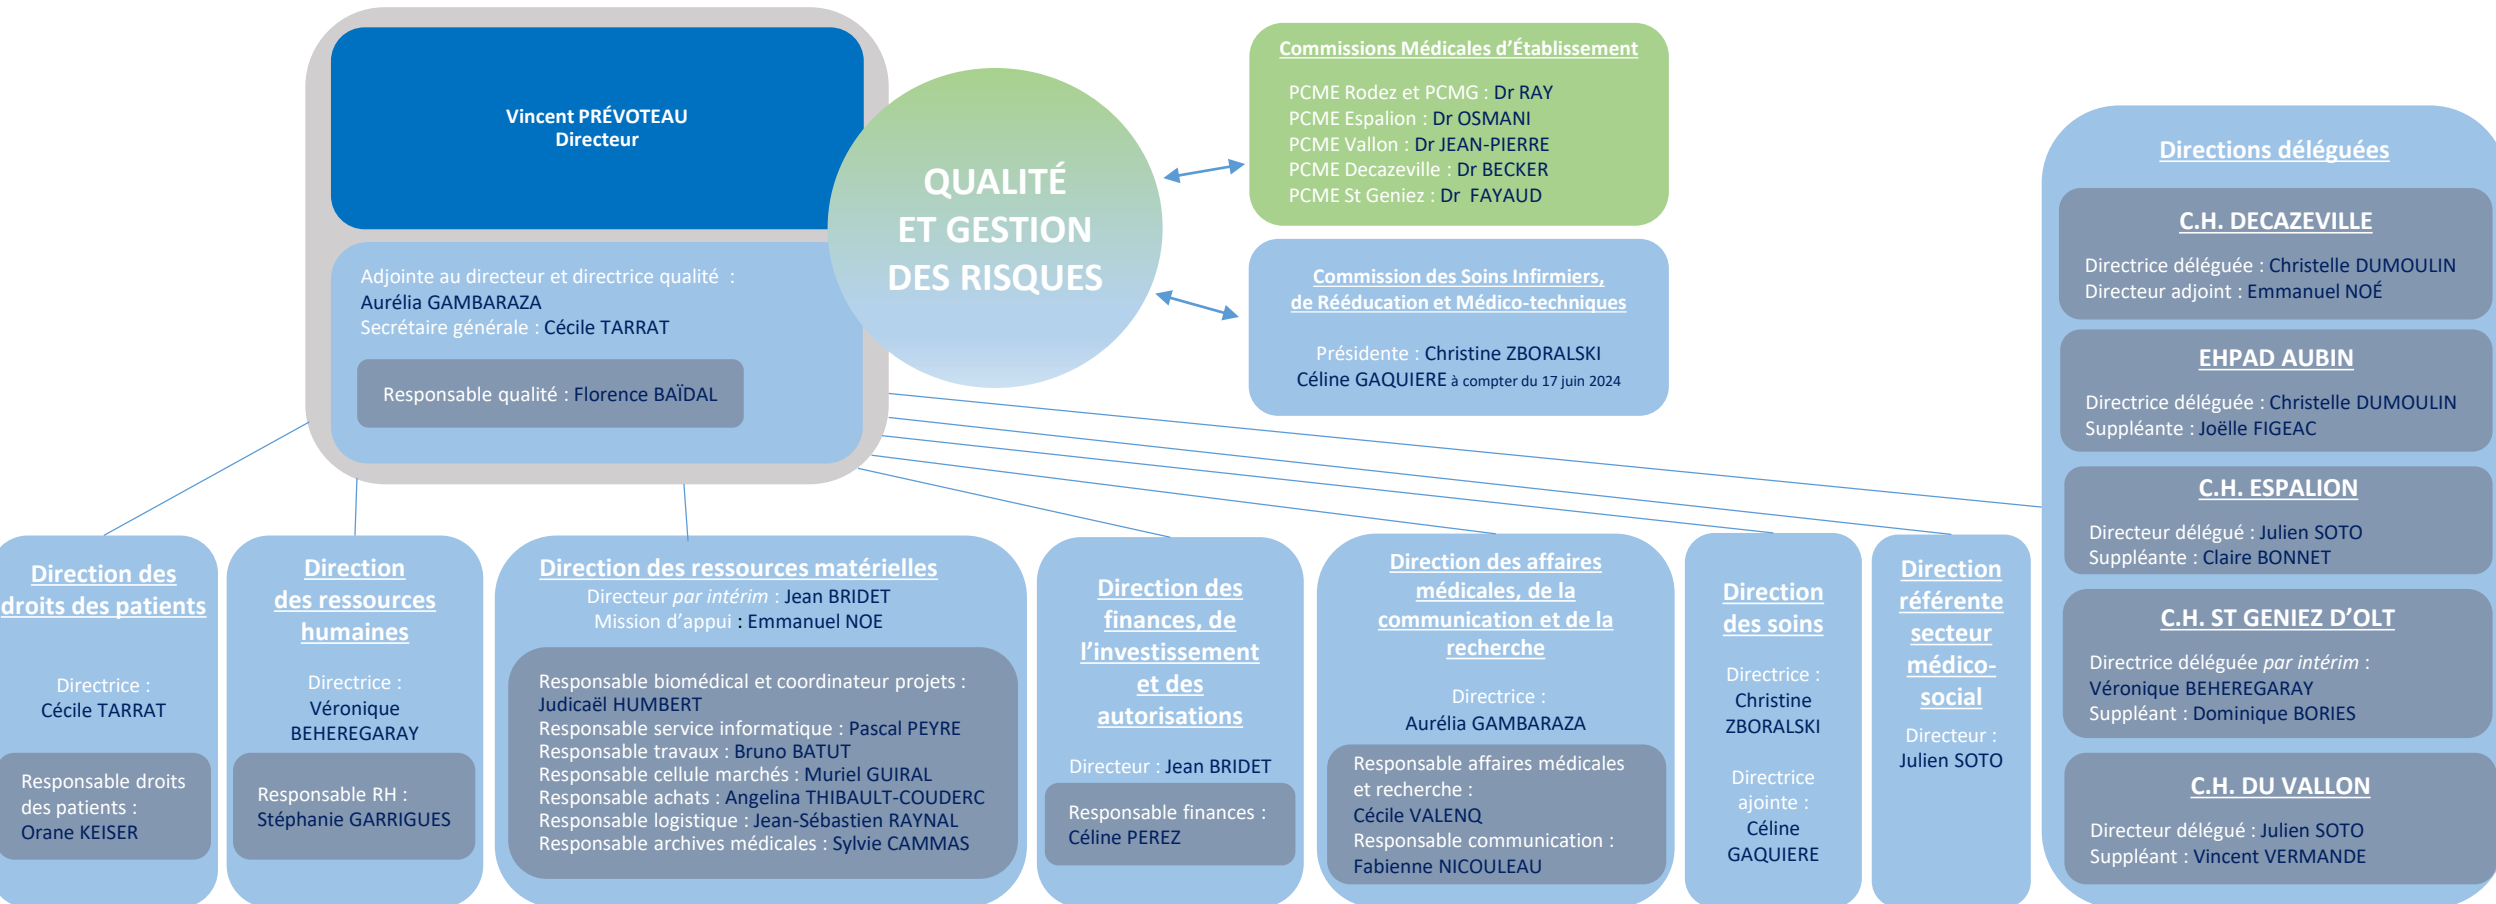 Vincent PRÉVOTEAU
Directeur
Adjointe au directeur et directrice qualité :
Aurélia GAMBARAZA
Secrétaire générale : Cécile TARRAT
Responsable qualité : Florence BAÏDAL
QUALITÉ
ET GESTION
DES RISQUES
Commissions Médicales d’Établissement
PCME Rodez et PCMG : Dr RAY
PCME Espalion : Dr OSMANI
PCME Vallon : Dr JEAN-PIERRE
PCME Decazeville : Dr BECKER
PCME St Geniez : Dr FAYAUD
Commission des Soins Infirmiers,
de Rééducation et Médico-techniques
Présidente : Christine ZBORALSKI
Céline GAQUIERE à compter du 17 juin 2024
Direction des
droits des patients
Directrice :
Cécile TARRAT
Responsable droits
des patients :
Orane KEISER
Direction
des ressources
humaines
Directrice :
Véronique
BEHEREGARAY
Responsable RH :
Stéphanie GARRIGUES
Direction des ressources matérielles
Directeur par intérim : Jean BRIDET
Mission d’appui : Emmanuel NOE
Responsable biomédical et coordinateur projets :
Judicaël HUMBERT
Responsable service informatique : Pascal PEYRE
Responsable travaux : Bruno BATUT
Responsable cellule marchés : Muriel GUIRAL
Responsable achats : Angelina THIBAULT-COUDERC
Responsable logistique : Jean-Sébastien RAYNAL
Responsable archives médicales : Sylvie CAMMAS
Direction des
finances, de
l’investissement
et des
autorisations
Directeur : Jean BRIDET
Responsable finances :
Céline PEREZ
Direction des affaires
médicales, de la
communication et de la
recherche
Directrice :
Aurélia GAMBARAZA
Responsable affaires médicales
et recherche :
Cécile VALENQ
Responsable communication :
Fabienne NICOULEAU
Direction
des soins
Directrice :
Christine
ZBORALSKI
Directrice
ajointe :
Céline
GAQUIERE
Direction
référente
secteur
médico-
social
Directeur :
Julien SOTO
Directions déléguées
C.H. DECAZEVILLE
Directrice déléguée : Christelle DUMOULIN
Directeur adjoint : Emmanuel NOÉ
EHPAD AUBIN
Directrice déléguée : Christelle DUMOULIN
Suppléante : Joëlle FIGEAC
C.H. ESPALION
Directeur délégué : Julien SOTO
Suppléante : Claire BONNET
C.H. ST GENIEZ D’OLT
Directrice déléguée par intérim :
Véronique BEHEREGARAY
Suppléant : Dominique BORIES
C.H. DU VALLON
Directeur délégué : Julien SOTO
Suppléant : Vincent VERMANDE